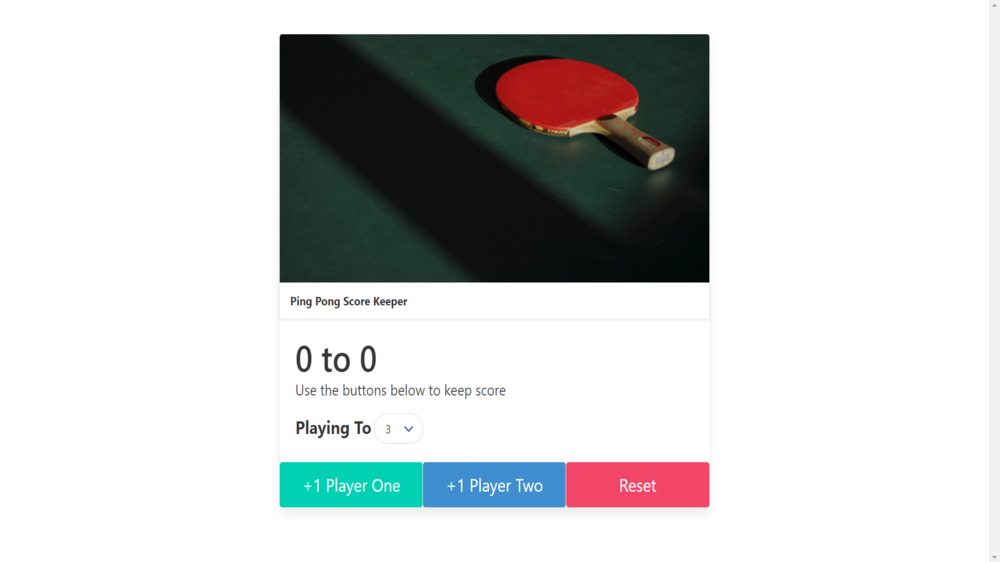 Ping Pong Score Keeper
0 to 0
Use the buttons below to keep score
Playing To 3
+1 Player One +1 Player Two Reset